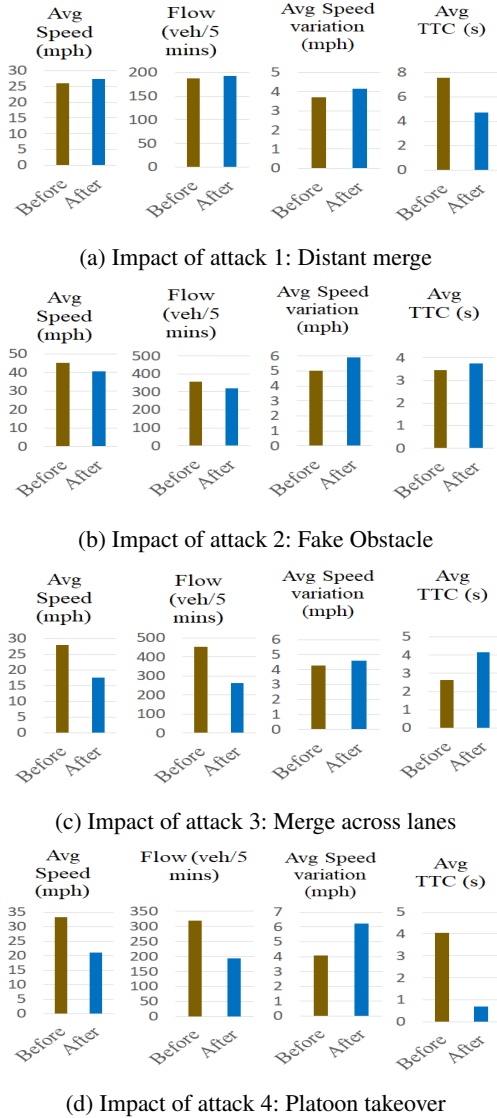 Avg
Speed
(mph)
30
25
20
15
10
5
0
Before
After
Flow
(veh/5
mins)
200
150
100
50
0
Before
After
Avg Speed
variation
(mph)
5
4
3
2
1
0
Before
After
Avg
TTC (s)
8
6
4
2
0
Before
After
(a) Impact of attack 1: Distant merge
Avg
Speed
(mph)
50
40
30
20
10
0
Before
After
Flow
(veh/5
mins)
500
400
300
200
100
0
Before
After
Avg Speed
variation
(mph)
6
5
4
3
2
1
0
Before
After
Avg
TTC (s)
4
3
2
1
0
Before
After
(b) Impact of attack 2: Fake Obstacle
Avg
Speed
(mph)
30
25
20
15
10
5
0
Before
After
Flow
(veh/5
mins)
500
400
300
200
100
0
Before
After
Avg Speed
variation
(mph)
6
5
4
3
2
1
0
Before
After
Avg
TTC (s)
5
4
3
2
1
0
Before
After
(c) Impact of attack 3: Merge across lanes
Avg
Speed
(mph)
35
30
25
20
15
10
5
0
Before
After
Flow (veh/5
mins)
350
300
250
200
150
100
50
0
Before
After
Avg Speed
variation
(mph)
7
6
5
4
3
2
1
0
Before
After
Avg
TTC (s)
5
4
3
2
1
0
Before
After
(d) Impact of attack 4: Platoon takeover